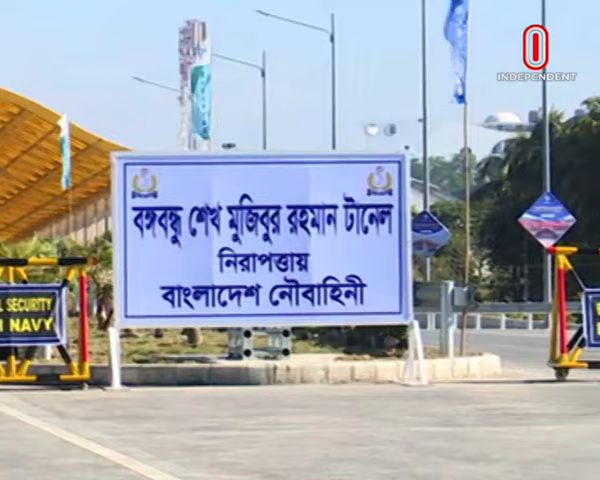 INDEPENDENT
বঙ্গবন্ধু শেখ মুজিবুর রহমান টানেল
নিরাপত্তায়
বাংলাদেশ নৌবাহিনী
SECURITY
NAVY